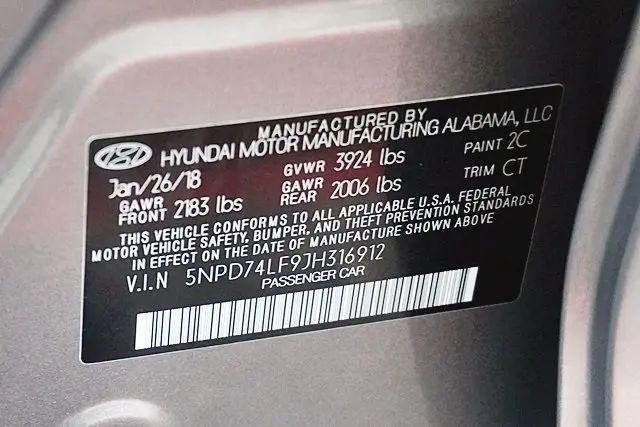 MANUFACTURED BY
HYUNDAI MOTOR MANUFACTURING ALABAMA, LLC
Jan/26/18 GVWR 3924 lbs PAINT 2C
GAWR FRONT 2183 lbs GAWR REAR 2006 lbs TRIM CT
THIS VEHICLE CONFORMS TO ALL APPLICABLE U.S.A. FEDERAL
MOTOR VEHICLE SAFETY, BUMPER, AND THEFT PREVENTION STANDARDS
IN EFFECT ON THE DATE OF MANUFACTURE SHOWN ABOVE
V.I.N 5NPD74LF9JH316912
PASSENGER CAR